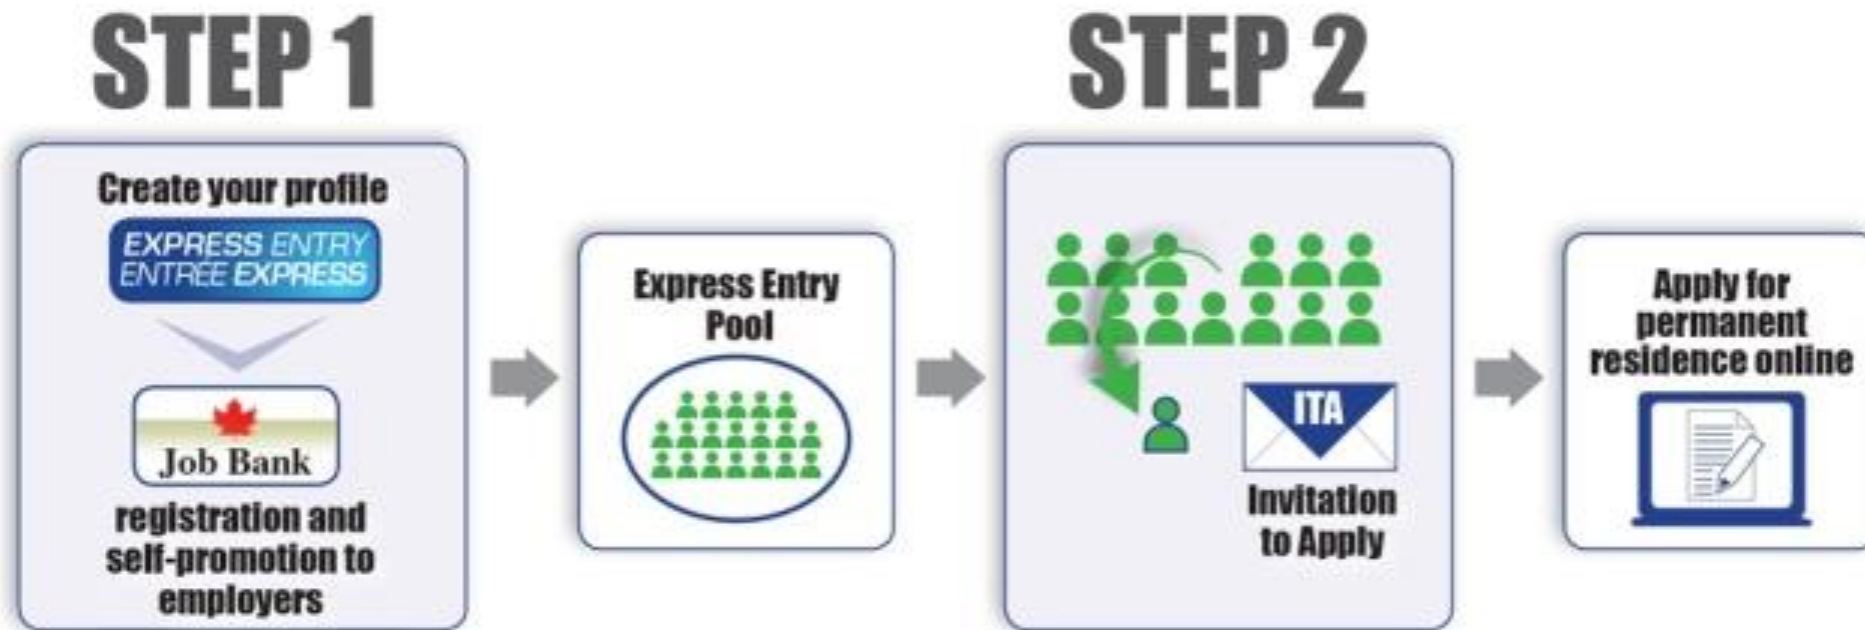 STEP 1
Create your profile
EXPRESS ENTRY
ENTRÉE EXPRESS
Job Bank
registration and
self-promotion to
employers
Express Entry
Pool
STEP 2
ITA
Invitation
to Apply
Apply for
permanent
residence online